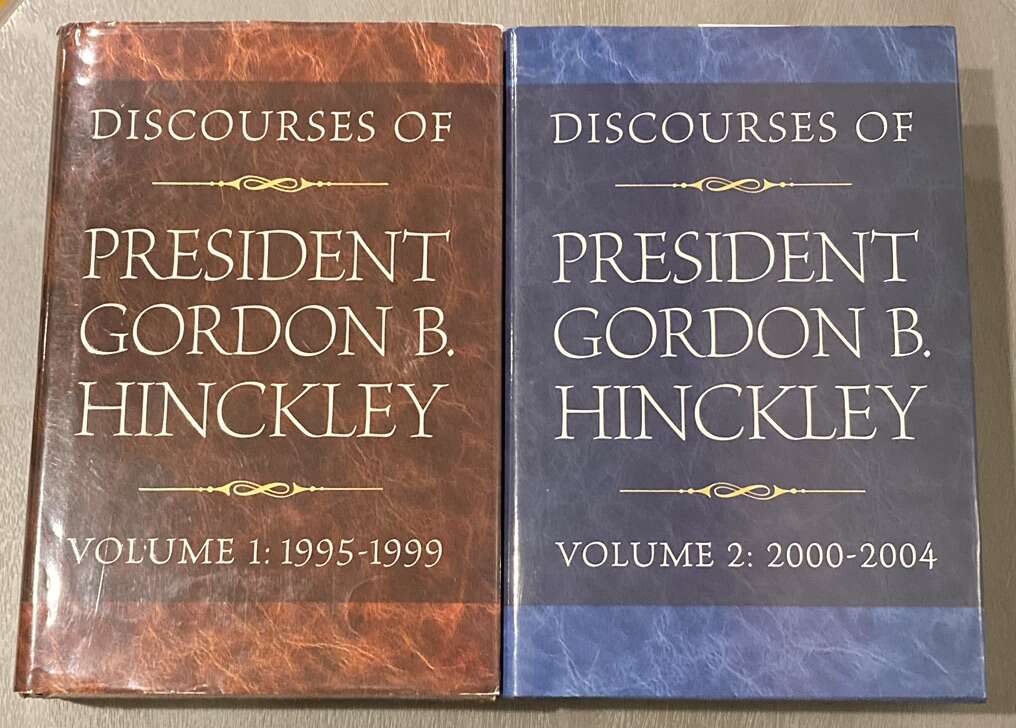 DISCOURSES OF
PRESIDENT
GORDON B.
HINCKLEY
VOLUME 1: 1995-1999
DISCOURSES OF
PRESIDENT
GORDON B.
HINCKLEY
VOLUME 2: 2000-2004